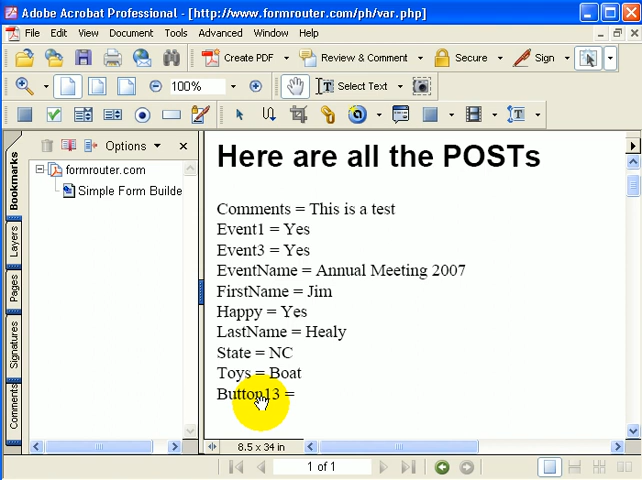 Adobe Acrobat Professional - [http://www.formrouter.com/ph/var.php]
File Edit View Document Tools Advanced Window Help
Create PDF Review & Comment Secure Sign
100% Select Text
Options
Bookmarks
Layers
Pages
Signatures
Comments
formrouter.com
Simple Form Builde
Here are all the POSTs
Comments = This is a test
Event1 = Yes
Event3 = Yes
EventName = Annual Meeting 2007
FirstName = Jim
Happy = Yes
LastName = Healy
State = NC
Toys = Boat
Button13 =
8.5 x 34 in
1 of 1